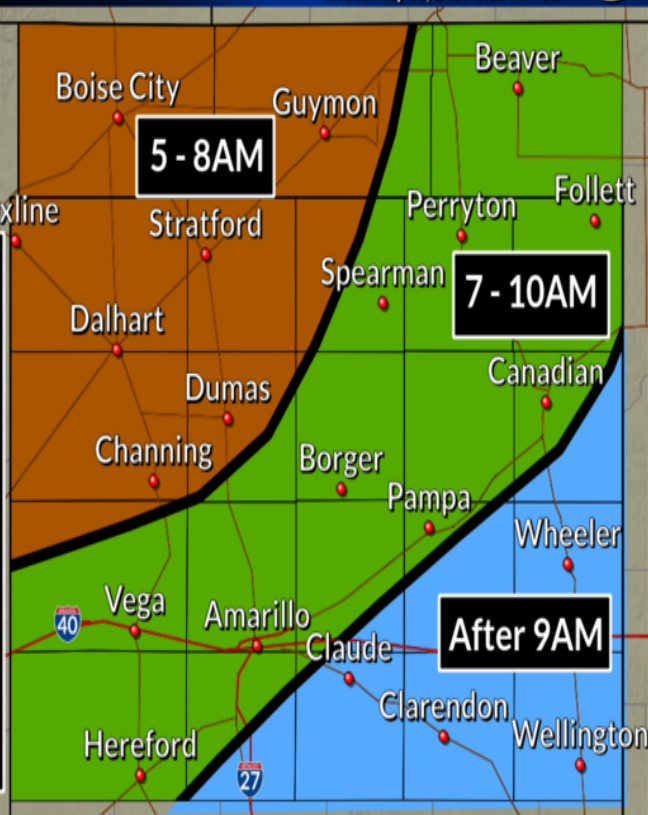 Beaver
Boise City
Guymon
5 - 8AM
Follett
xline
Perryton
Stratford
Spearman
7 - 10AM
Dalhart
Canadian
Dumas
Channing
Borger
Pampa
Wheeler
Vega
40
Amarillo
After 9AM
Claude
Clarendon
Wellington
Hereford
27